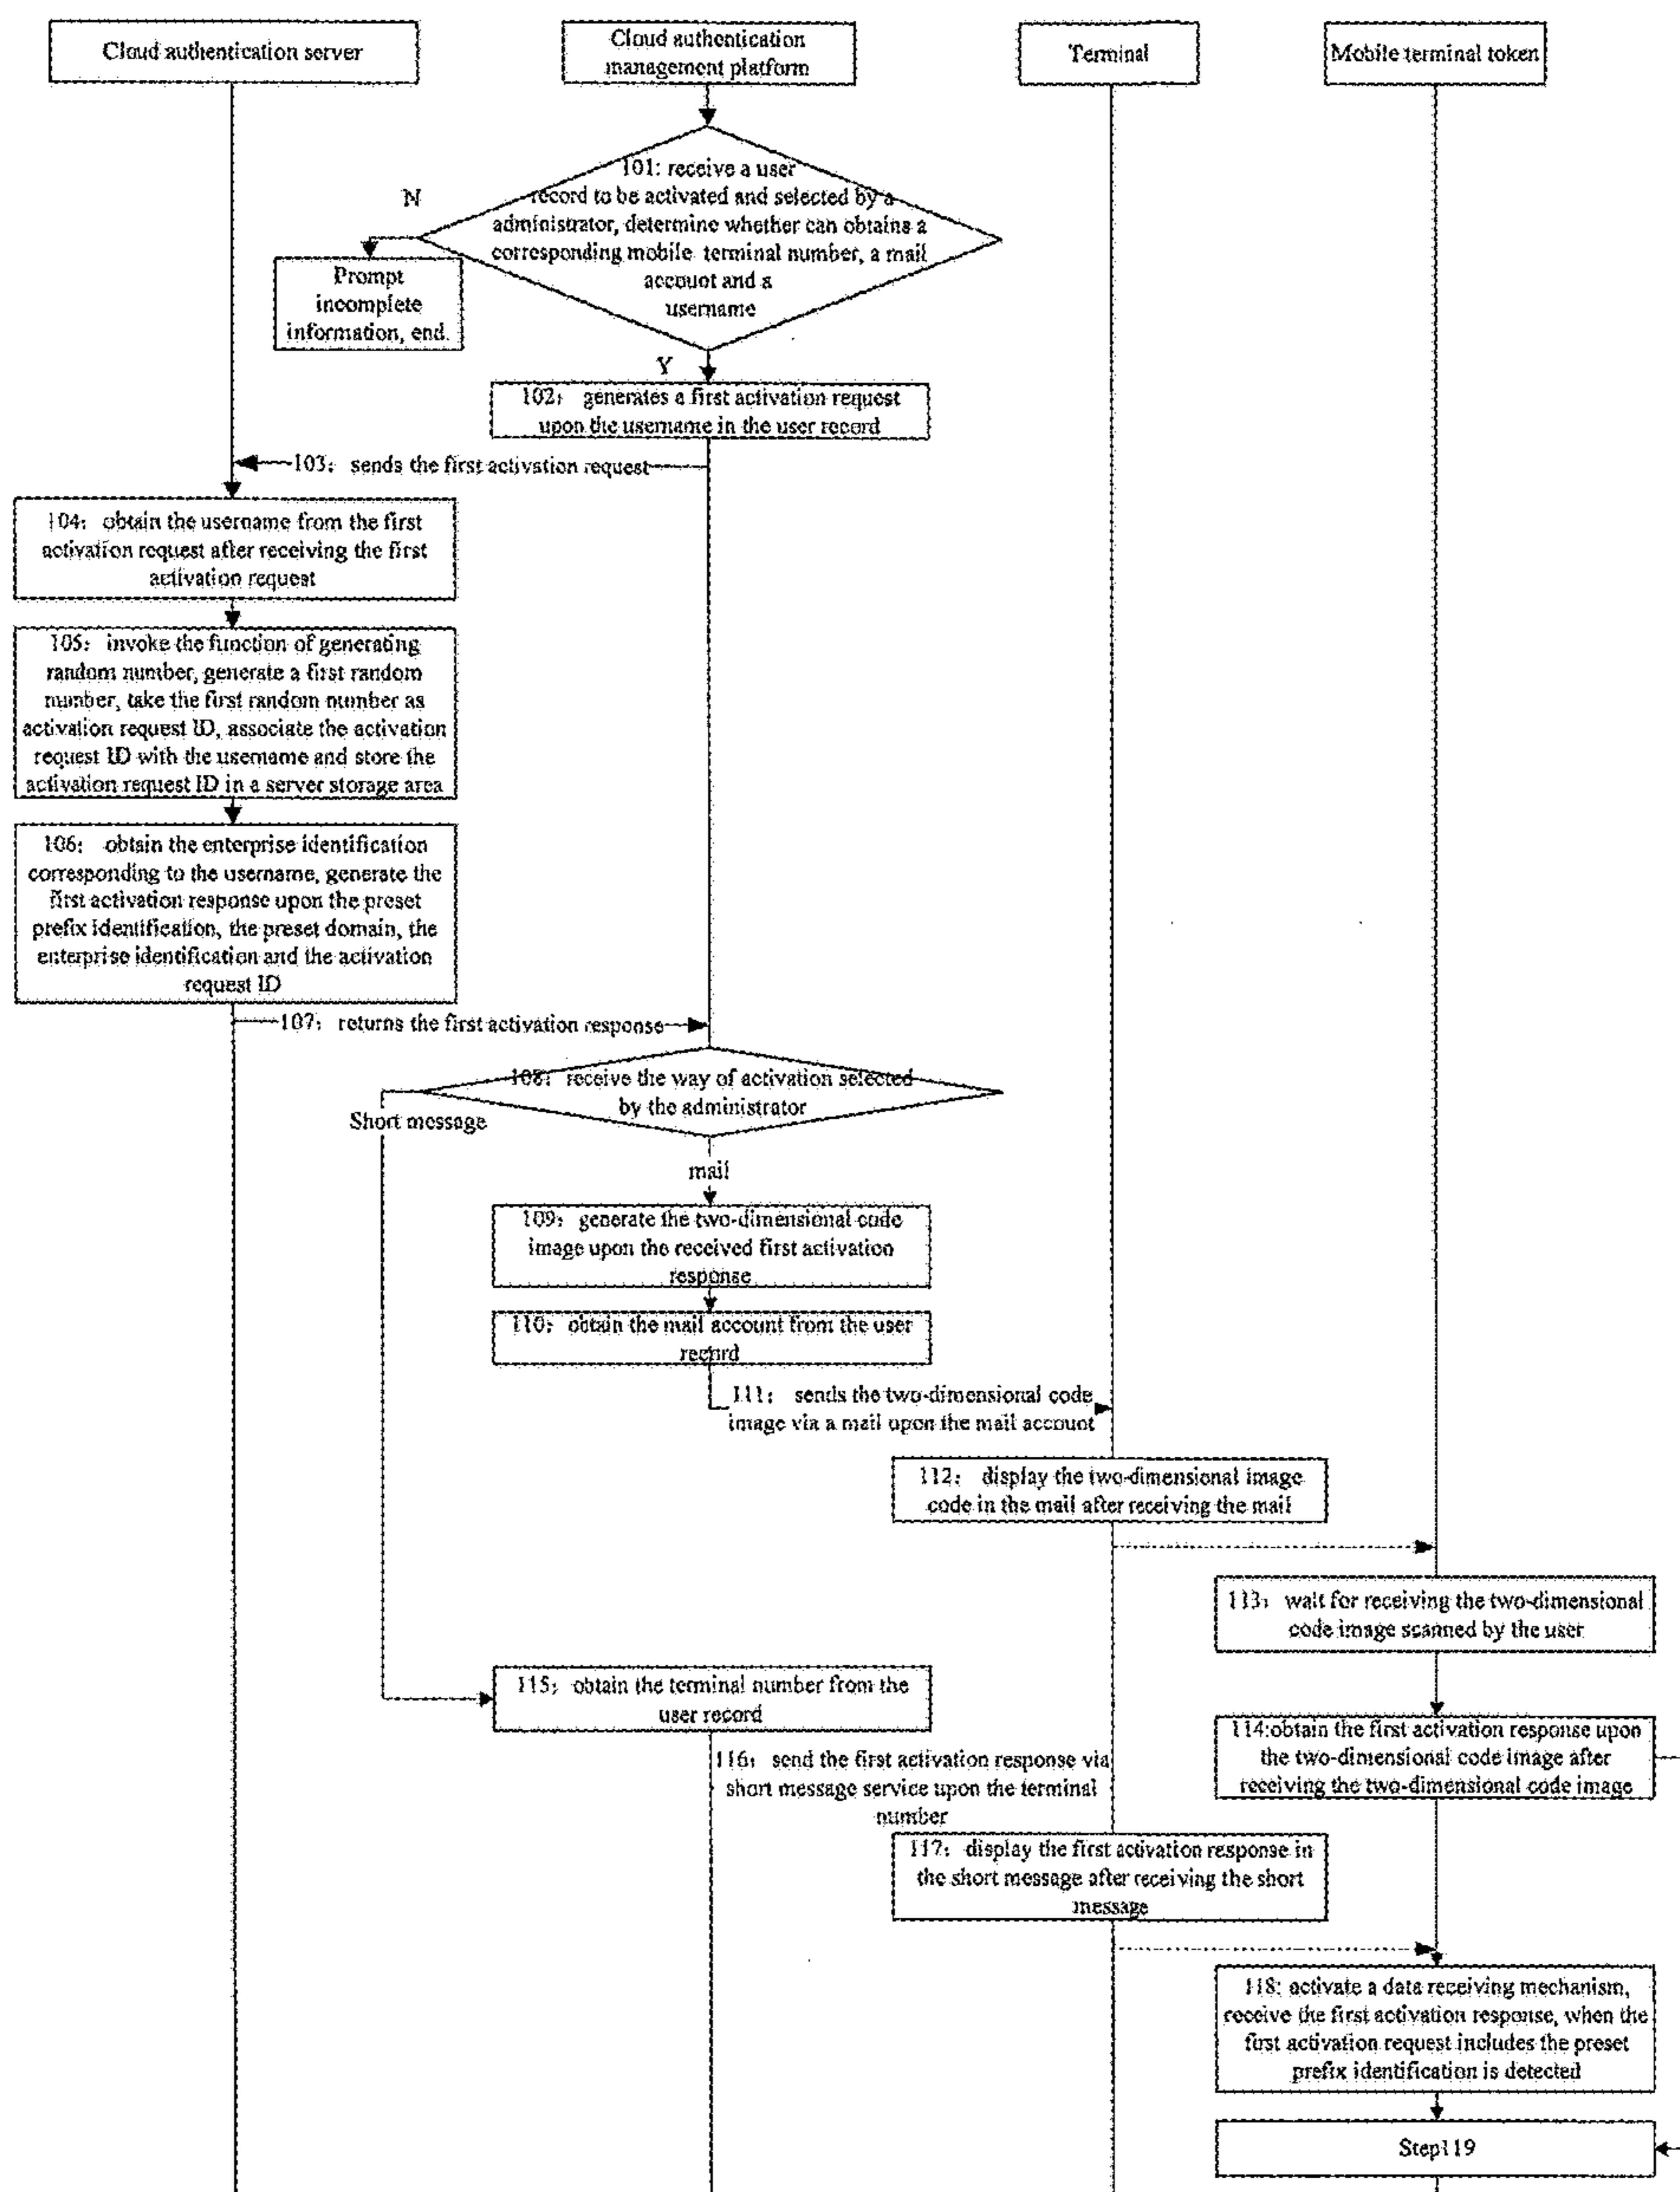 Cloud authentication server
Cloud authentication
management platform
Terminal
Mobile terminal token
101: receive a user
record to be activated and selected by a
administrator, determine whether can obtains a
corresponding mobile terminal number, a mail
account and a
username
N
Prompt
incomplete
information, end.
Y
102: generates a first activation request
upon the username in the user record
103: sends the first activation request
104: obtain the username from the first
activation request after receiving the first
activation request
105: invoke the function of generating
random number, generate a first random
number, take the first random number as
activation request ID, associate the activation
request ID with the username and store the
activation request ID in a server storage area
106: obtain the enterprise identification
corresponding to the username, generate the
first activation response upon the preset
prefix identification, the preset domain, the
enterprise identification and the activation
request ID
107: returns the first activation response
108: receive the way of activation selected
by the administrator
Short message
mail
109: generate the two-dimensional code
image upon the received first activation
response
110: obtain the mail account from the user
record
111: sends the two-dimensional code
image via a mail upon the mail account
112: display the two-dimensional image
code in the mail after receiving the mail
113: wait for receiving the two-dimensional
code image scanned by the user
115: obtain the terminal number from the
user record
114:obtain the first activation response upon
the two-dimensional code image after
receiving the two-dimensional code image
116: send the first activation response via
short message service upon the terminal
number
117: display the first activation response in
the short message after receiving the short
message
118: activate a data receiving mechanism,
receive the first activation response, when the
first activation request includes the preset
prefix identification is detected
Step119